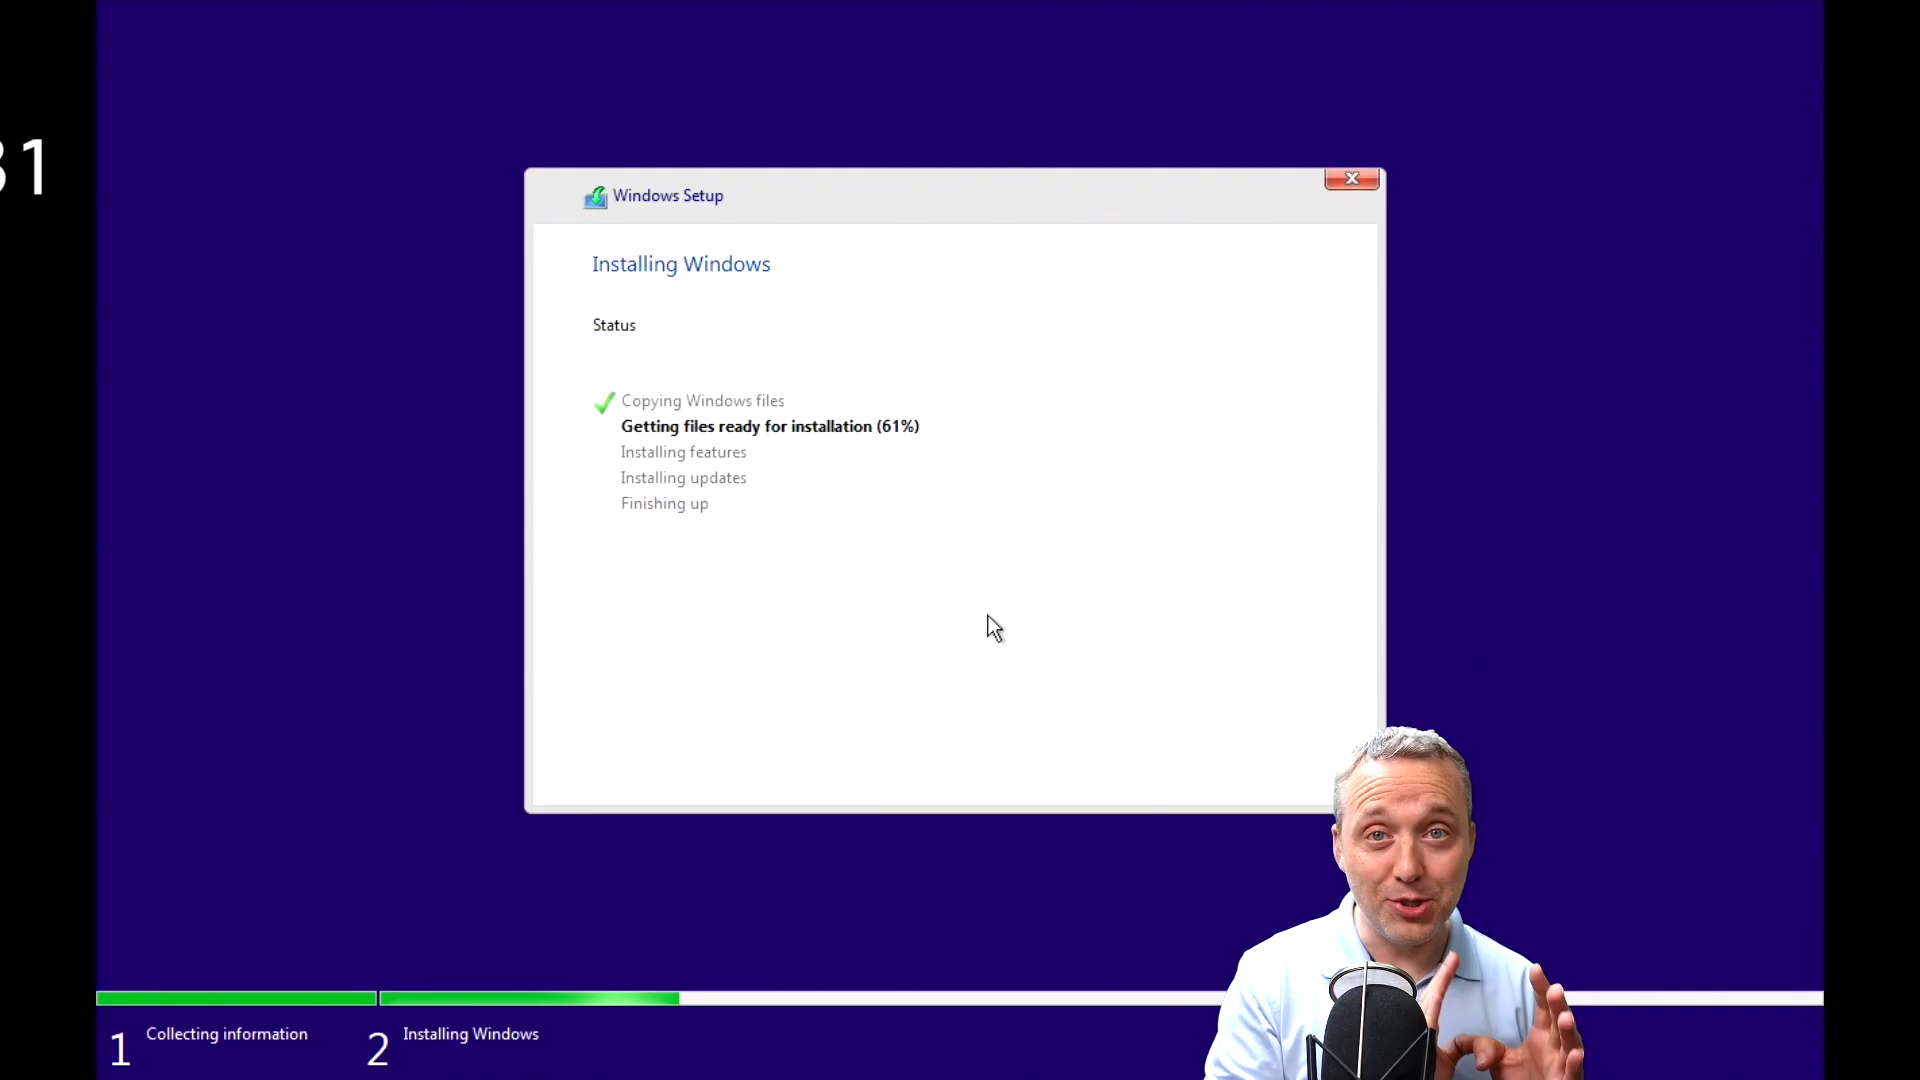 31
Windows Setup
Installing Windows
Status
Copying Windows files
Getting files ready for installation (61%)
Installing features
Installing updates
Finishing up
1 Collecting information
2 Installing Windows